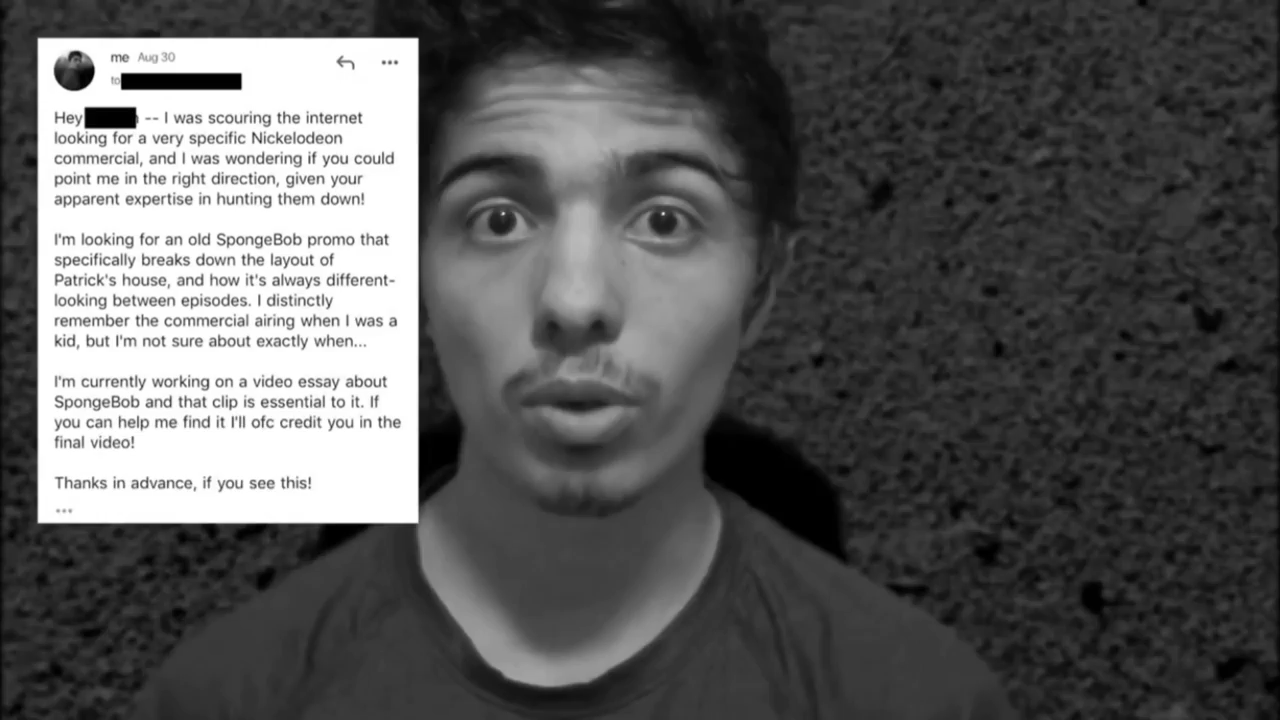 me Aug 30
to
Hey -- I was scouring the internet
looking for a very specific Nickelodeon
commercial, and I was wondering if you could
point me in the right direction, given your
apparent expertise in hunting them down!
I'm looking for an old SpongeBob promo that
specifically breaks down the layout of
Patrick's house, and how it's always different-
looking between episodes. I distinctly
remember the commercial airing when I was a
kid, but I'm not sure about exactly when...
I'm currently working on a video essay about
SpongeBob and that clip is essential to it. If
you can help me find it I'll ofc credit you in the
final video!
Thanks in advance, if you see this!